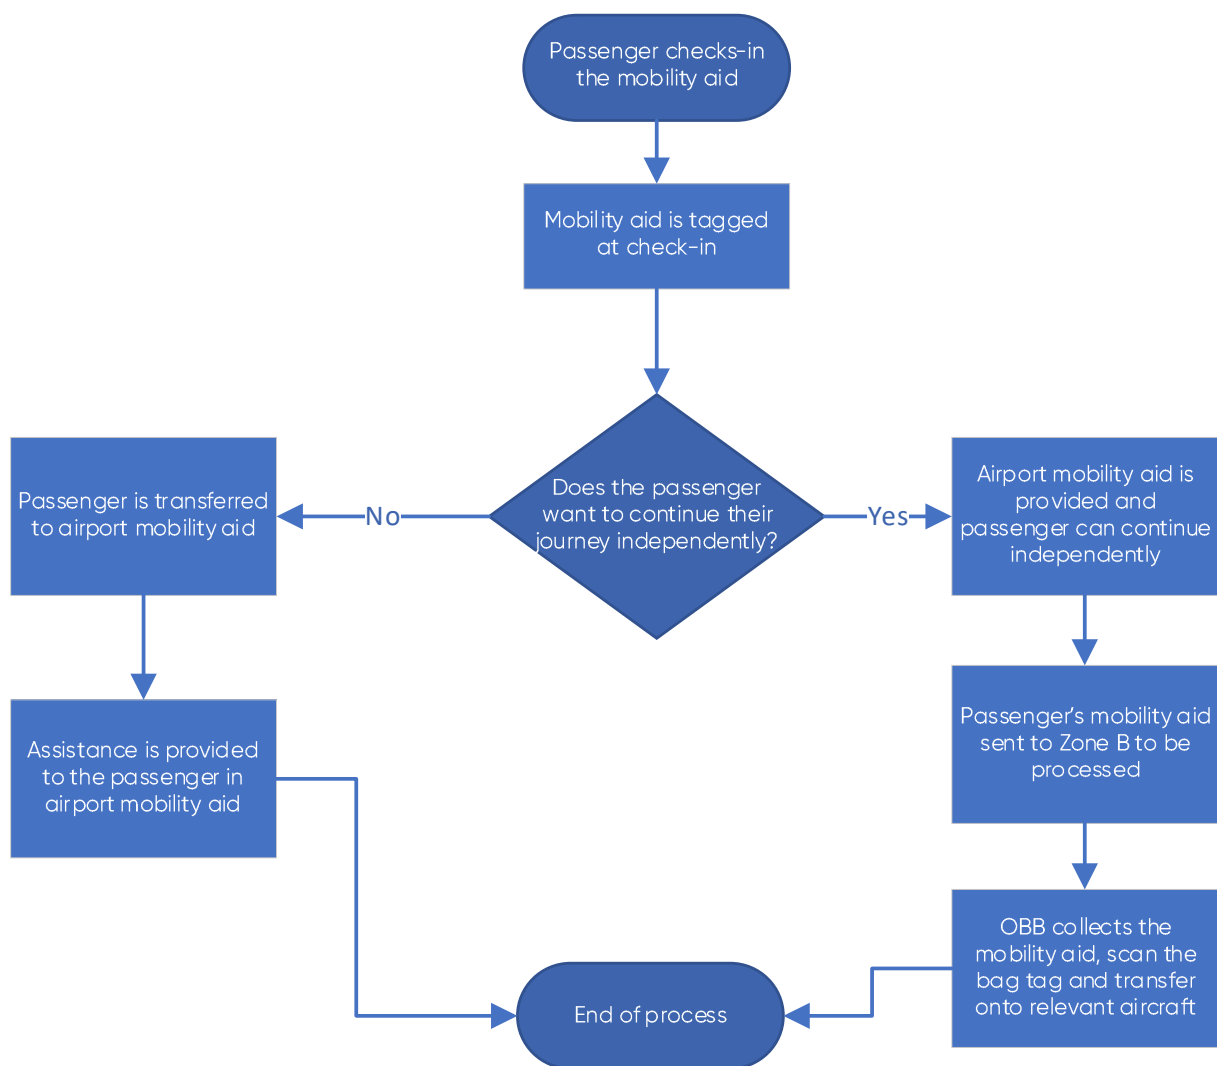 Passenger checks-in
the mobility aid
Mobility aid is tagged
at check-in
Does the passenger
want to continue their
journey independently?
No
Yes
Passenger is transferred
to airport mobility aid
Assistance is provided
to the passenger in
airport mobility aid
Airport mobility aid is
provided and
passenger can continue
independently
Passenger’s mobility aid
sent to Zone B to be
processed
OBB collects the
mobility aid, scan the
bag tag and transfer
onto relevant aircraft
End of process